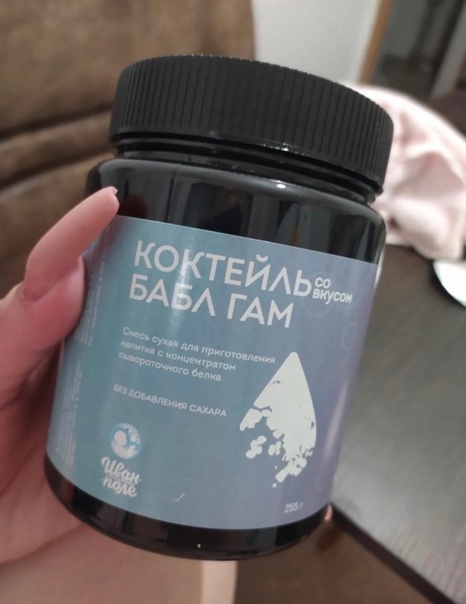 КОКТЕЙЛЬ СО
ВКУСОМ
БАБЛ ГАМ
Смесь сухая для приготовления
напитка с концентратом
сывороточного белка
БЕЗ ДОБАВЛЕНИЯ САХАРА
Иван
поле
255 г